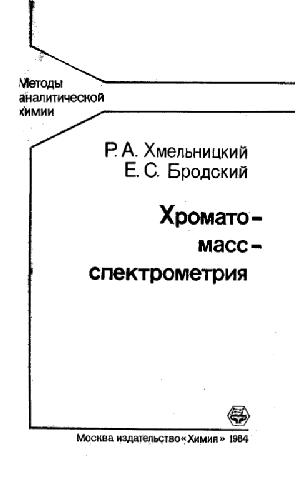 Методы
аналитической
химии
Р. А. Хмельницкий
Е. С. Бродский
Хромато-
масс-
спектрометрия
Москва издательство «Химия» 1984